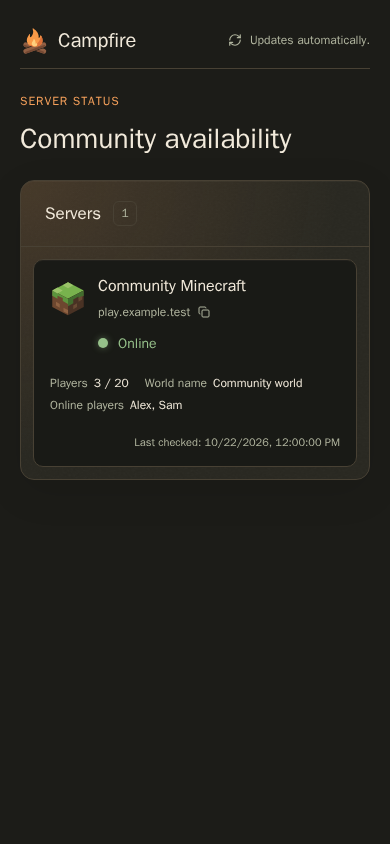 Campfire
Updates automatically.
SERVER STATUS
Community availability
Servers 1
Community Minecraft
play.example.test
Online
Players 3 / 20 World name Community world
Online players Alex, Sam
Last checked: 10/22/2026, 12:00:00 PM